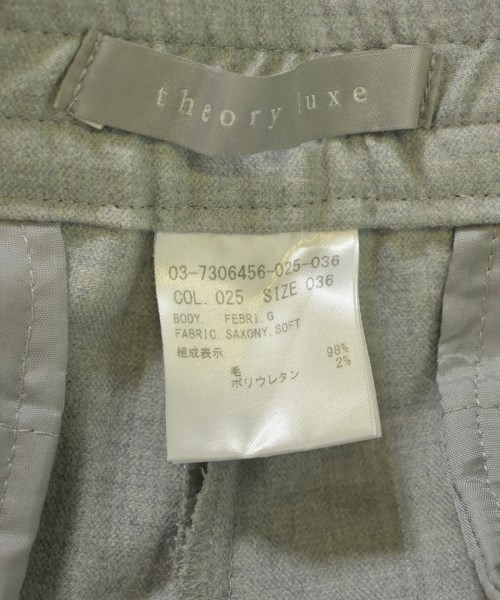 theory luxe
03-7306456-025-036
COL. 025 SIZE 036
BODY. FEBRI.G
FABRIC. SAXONY.SOFT
組成表示
毛 98%
ポリウレタン 2%